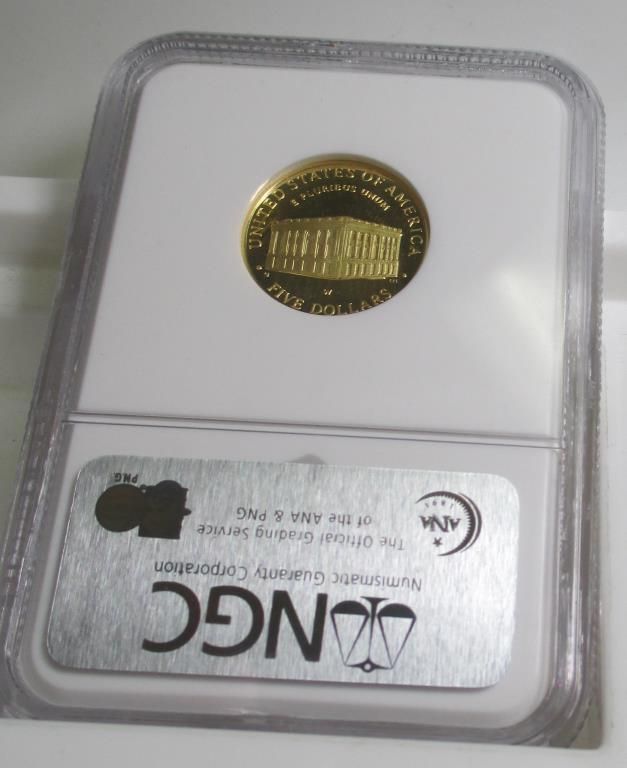 UNITED STATES OF AMERICA
E PLURIBUS UNUM
W
FIVE DOLLARS
NGC
Numismatic Guaranty Corporation
The Official Grading Service
of the ANA & PNG
ANA
1891
PNG